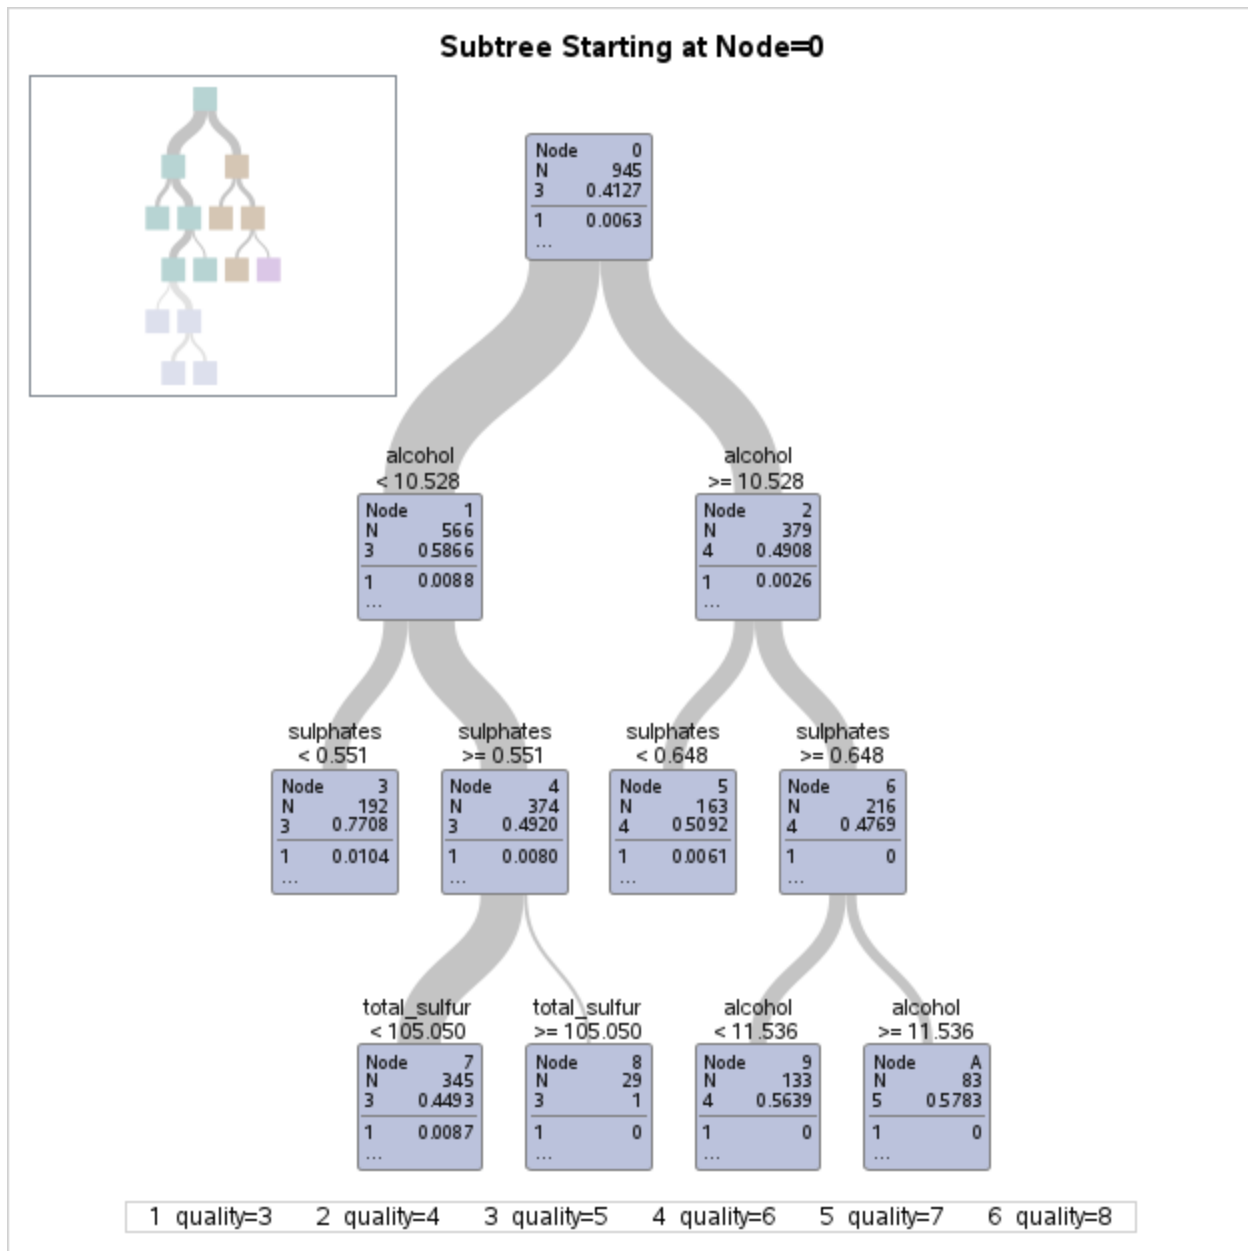 Subtree Starting at Node=0
Node 0
N 945
3 0.4127
1 0.0063
...
alcohol
< 10.528
alcohol
>= 10.528
Node 1
N 566
3 0.5866
1 0.0088
...
Node 2
N 379
4 0.4908
1 0.0026
...
sulphates
< 0.551
sulphates
>= 0.551
sulphates
< 0.648
sulphates
>= 0.648
Node 3
N 192
3 0.7708
1 0.0104
...
Node 4
N 374
3 0.4920
1 0.0080
...
Node 5
N 163
4 0.5092
1 0.0061
...
Node 6
N 216
4 0.4769
1 0
...
total_sulfur
< 105.050
total_sulfur
>= 105.050
alcohol
< 11.536
alcohol
>= 11.536
Node 7
N 345
3 0.4493
1 0.0087
...
Node 8
N 29
3 1
1 0
...
Node 9
N 133
4 0.5639
1 0
...
Node A
N 83
5 0.5783
1 0
...
1 quality=3 2 quality=4 3 quality=5 4 quality=6 5 quality=7 6 quality=8